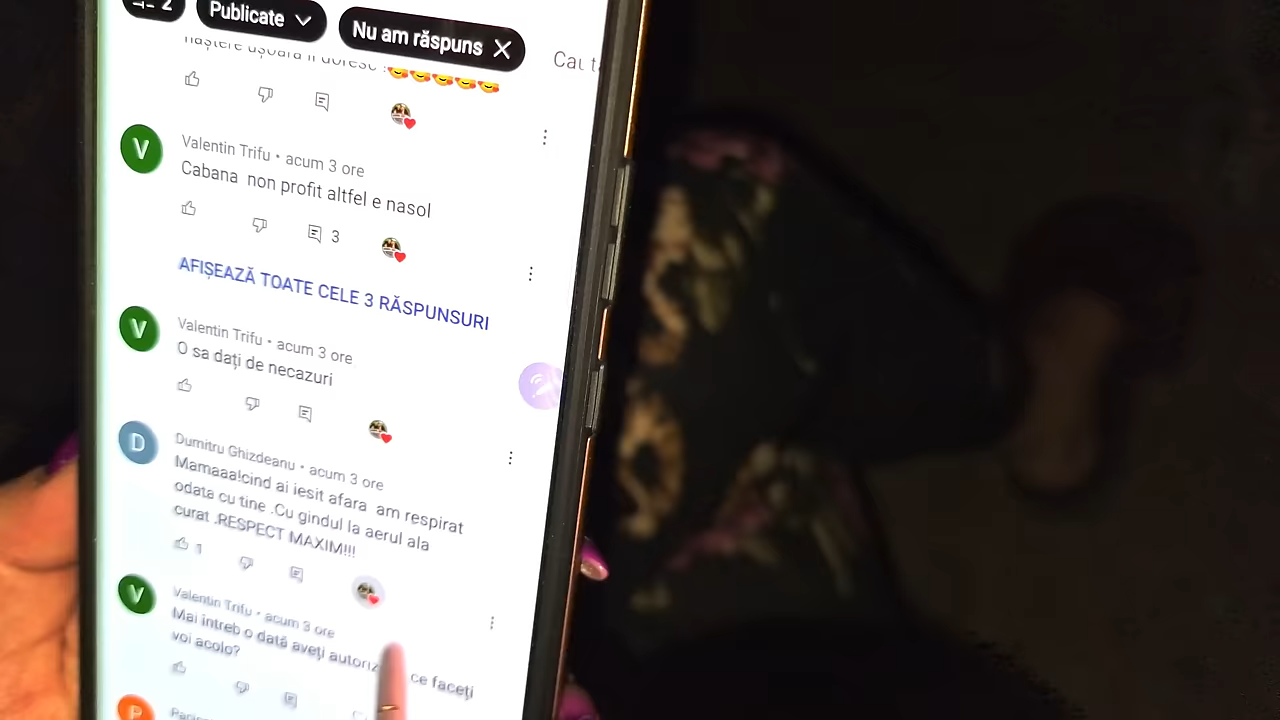 2
Publicate
Nu am răspuns
naștere ușoară îi doresc !
V
Valentin Trifu • acum 3 ore
Cabana non profit altfel e nasol
3
AFIȘEAZĂ TOATE CELE 3 RĂSPUNSURI
V
Valentin Trifu • acum 3 ore
O sa dați de necazuri
D
Dumitru Ghizdeanu • acum 3 ore
Mamaaa!cind ai iesit afara am respirat
odata cu tine .Cu gindul la aerul ala
curat .RESPECT MAXIM!!!
1
V
Valentin Trifu • acum 3 ore
Mai întreb o dată aveți ce faceți
voi acolo?
P